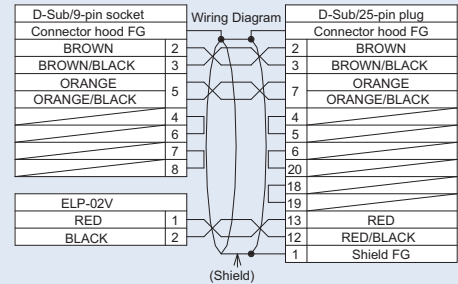 D-Sub/9-pin socket Wiring Diagram D-Sub/25-pin plug
Connector hood FG Connector hood FG
BROWN 2 2 BROWN
BROWN/BLACK 3 3 BROWN/BLACK
ORANGE 5 7 ORANGE
ORANGE/BLACK ORANGE/BLACK
4 4
6 5
7 6
8 20
18
ELP-02V 19
RED 1 13 RED
BLACK 2 12 RED/BLACK
1 Shield FG
(Shield)